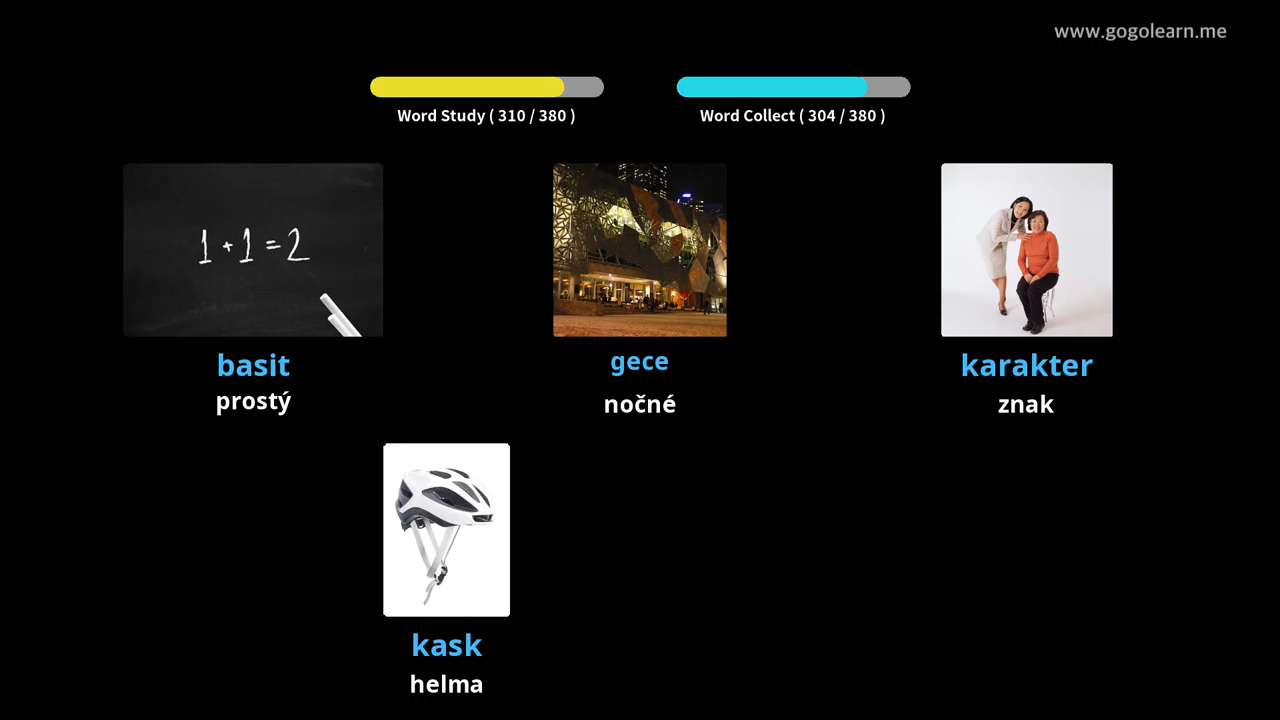 www.gogolearn.me
Word Study ( 310 / 380 )
Word Collect ( 304 / 380 )
1 + 1 = 2
basit
prostý
gece
nočné
karakter
znak
kask
helma